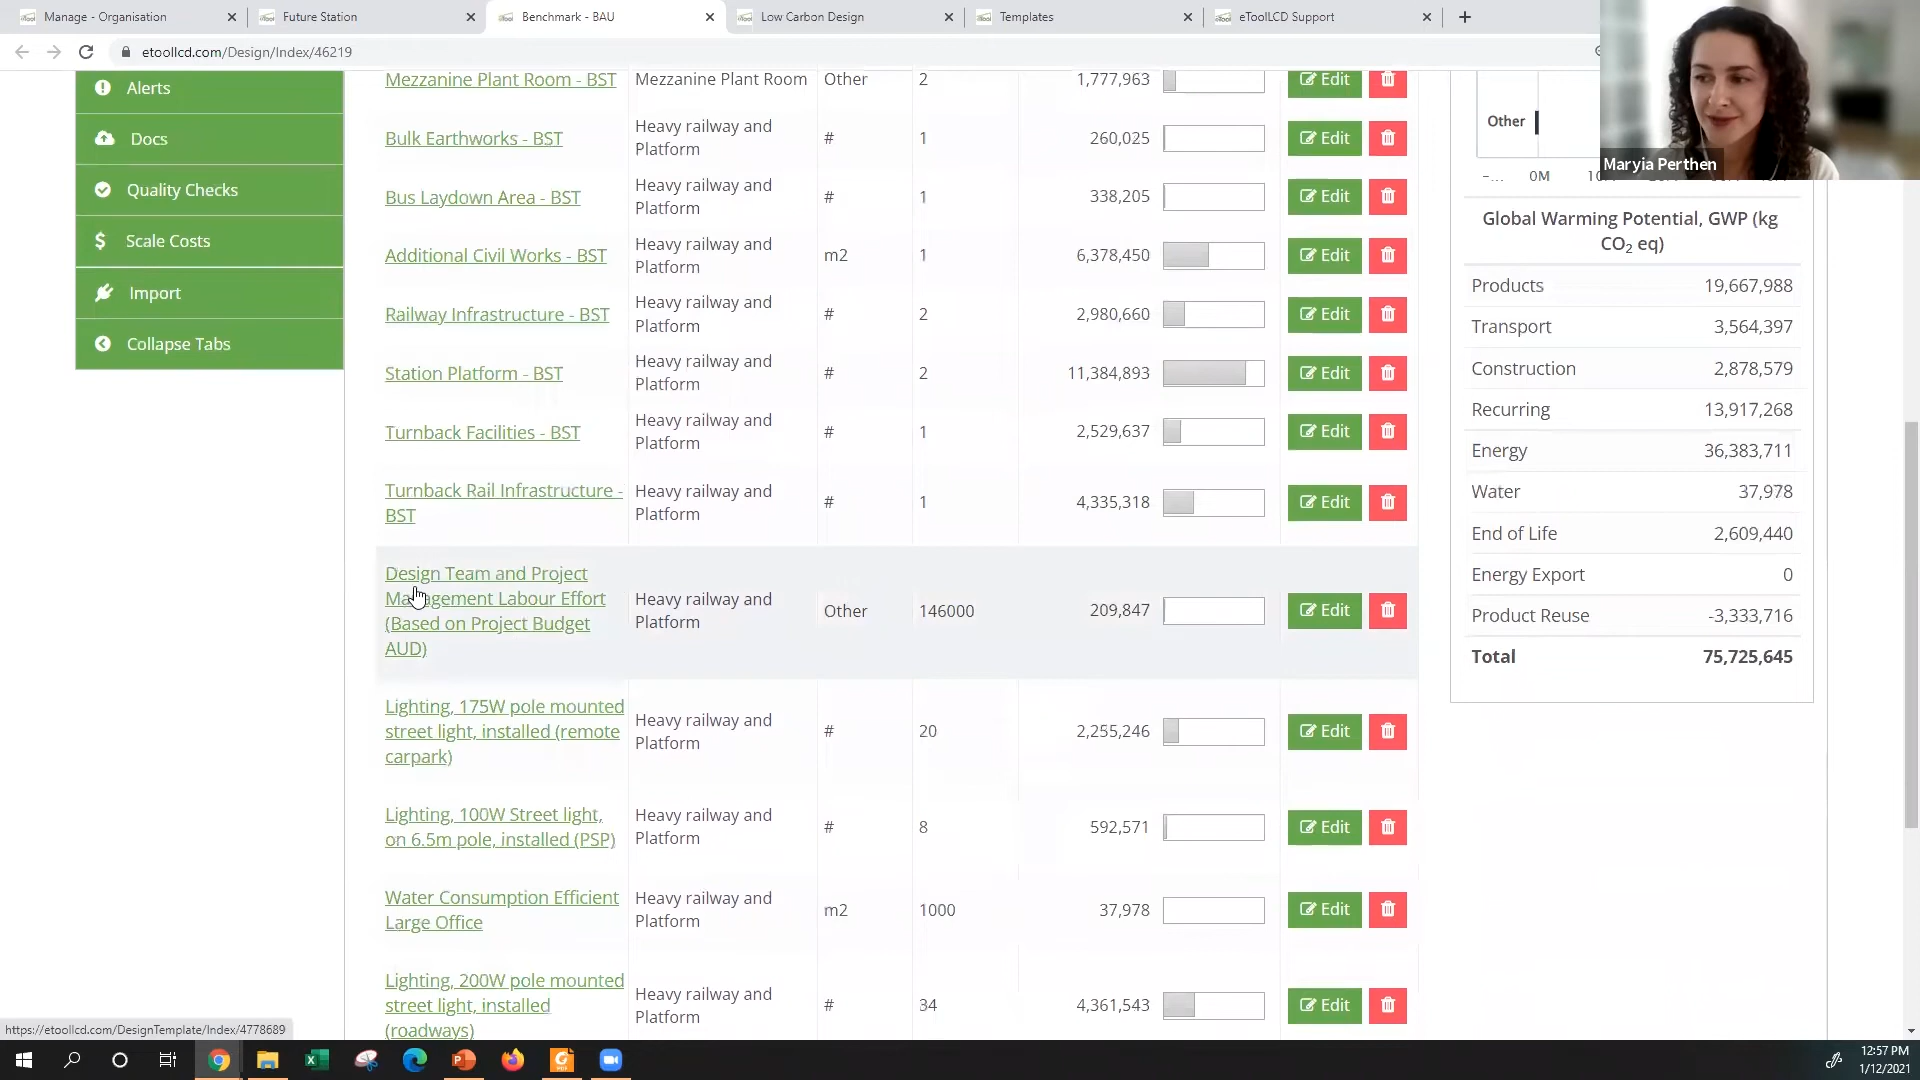 Manage - Organisation
Future Station
Benchmark - BAU
Low Carbon Design
Templates
eToolLCD Support
etoollcd.com/Design/Index/46219
Alerts
Docs
Quality Checks
Scale Costs
Import
Collapse Tabs
Mezzanine Plant Room - BST Mezzanine Plant Room Other 2 1,777,963 Edit
Bulk Earthworks - BST Heavy railway and Platform # 1 260,025 Edit
Bus Laydown Area - BST Heavy railway and Platform # 1 338,205 Edit
Additional Civil Works - BST Heavy railway and Platform m2 1 6,378,450 Edit
Railway Infrastructure - BST Heavy railway and Platform # 2 2,980,660 Edit
Station Platform - BST Heavy railway and Platform # 2 11,384,893 Edit
Turnback Facilities - BST Heavy railway and Platform # 1 2,529,637 Edit
Turnback Rail Infrastructure - BST Heavy railway and Platform # 1 4,335,318 Edit
Design Team and Project Management Labour Effort (Based on Project Budget AUD) Heavy railway and Platform Other 146000 209,847 Edit
Lighting, 175W pole mounted street light, installed (remote carpark) Heavy railway and Platform # 20 2,255,246 Edit
Lighting, 100W Street light, on 6.5m pole, installed (PSP) Heavy railway and Platform # 8 592,571 Edit
Water Consumption Efficient Large Office Heavy railway and Platform m2 1000 37,978 Edit
Lighting, 200W pole mounted street light, installed (roadways) Heavy railway and Platform # 34 4,361,543 Edit
Other
0M
Maryia Perthen
Global Warming Potential, GWP (kg CO2 eq)
Products 19,667,988
Transport 3,564,397
Construction 2,878,579
Recurring 13,917,268
Energy 36,383,711
Water 37,978
End of Life 2,609,440
Energy Export 0
Product Reuse -3,333,716
Total 75,725,645
https://etoollcd.com/DesignTemplate/Index/4778689
12:57 PM
1/12/2021